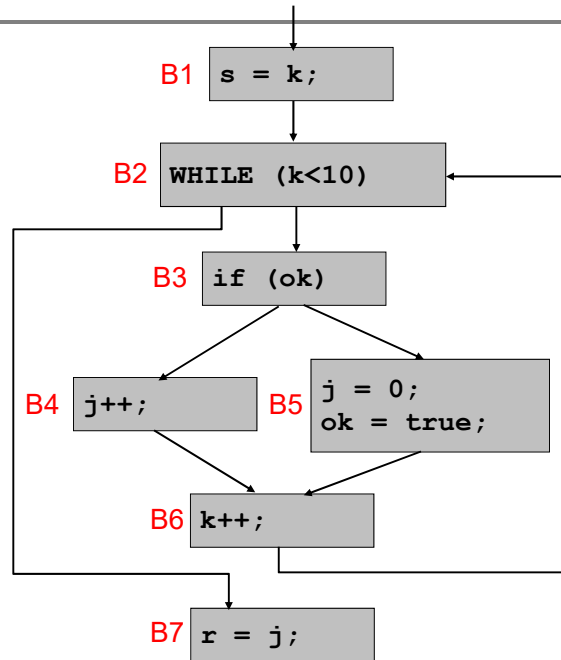 B1 s = k;
B2 WHILE (k<10)
B3 if (ok)
B4 j++;
B5 j = 0;
ok = true;
B6 k++;
B7 r = j;